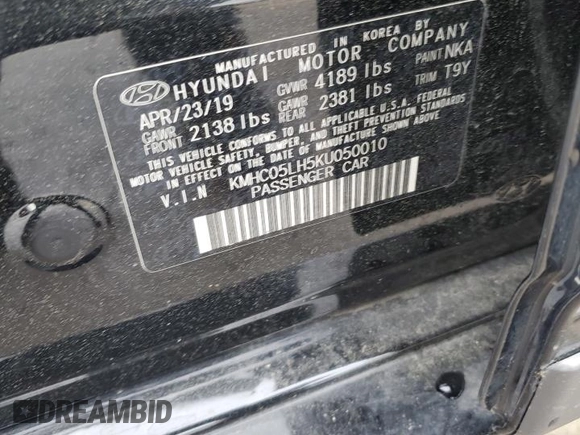 MANUFACTURED IN KOREA BY
HYUNDAI MOTOR COMPANY
APR/23/19 GVWR 4189 lbs PAINT NKA
GAWR FRONT 2138 lbs GAWR REAR 2381 lbs TRIM T9Y
THIS VEHICLE CONFORMS TO ALL APPLICABLE U.S.A. FEDERAL
MOTOR VEHICLE SAFETY, BUMPER, AND THEFT PREVENTION
STANDARDS IN EFFECT ON THE DATE OF MANUFACTURE SHOWN ABOVE.
V.I.N KMHC05LH5KU050010
PASSENGER CAR
DREAMBID